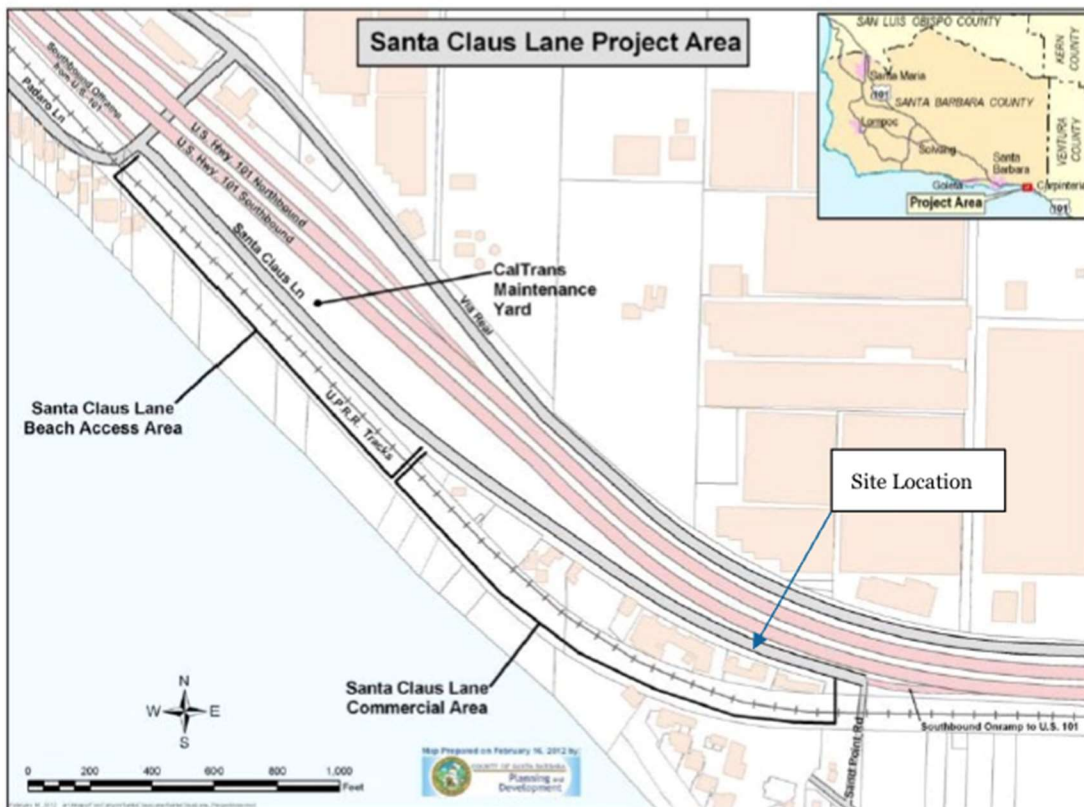 Santa Claus Lane Project Area
SAN LUIS OBISPO COUNTY
KERN
COUNTY
Santa Maria
101
SANTA BARBARA COUNTY
Lompoc
Solvang
Santa
Barbara
VENTURA
COUNTY
Goleta
Carpinteria
Project Area
101
Southbound Onramp
from U.S. 101
Padaro Ln
U.S. Hwy. 101 Northbound
U.S. Hwy. 101 Southbound
Santa Claus Ln
CalTrans
Maintenance
Yard
Via Real
Santa Claus Lane
Beach Access Area
U.P.R.R. Tracks
Site Location
Santa Claus Lane
Commercial Area
N
W E
S
Southbound Onramp to U.S. 101
Sand Point Rd
Map Prepared on February 16, 2012 by:
COUNTY OF SANTA BARBARA
Planning and
Development
0 200 400 600 800 1,000
Feet